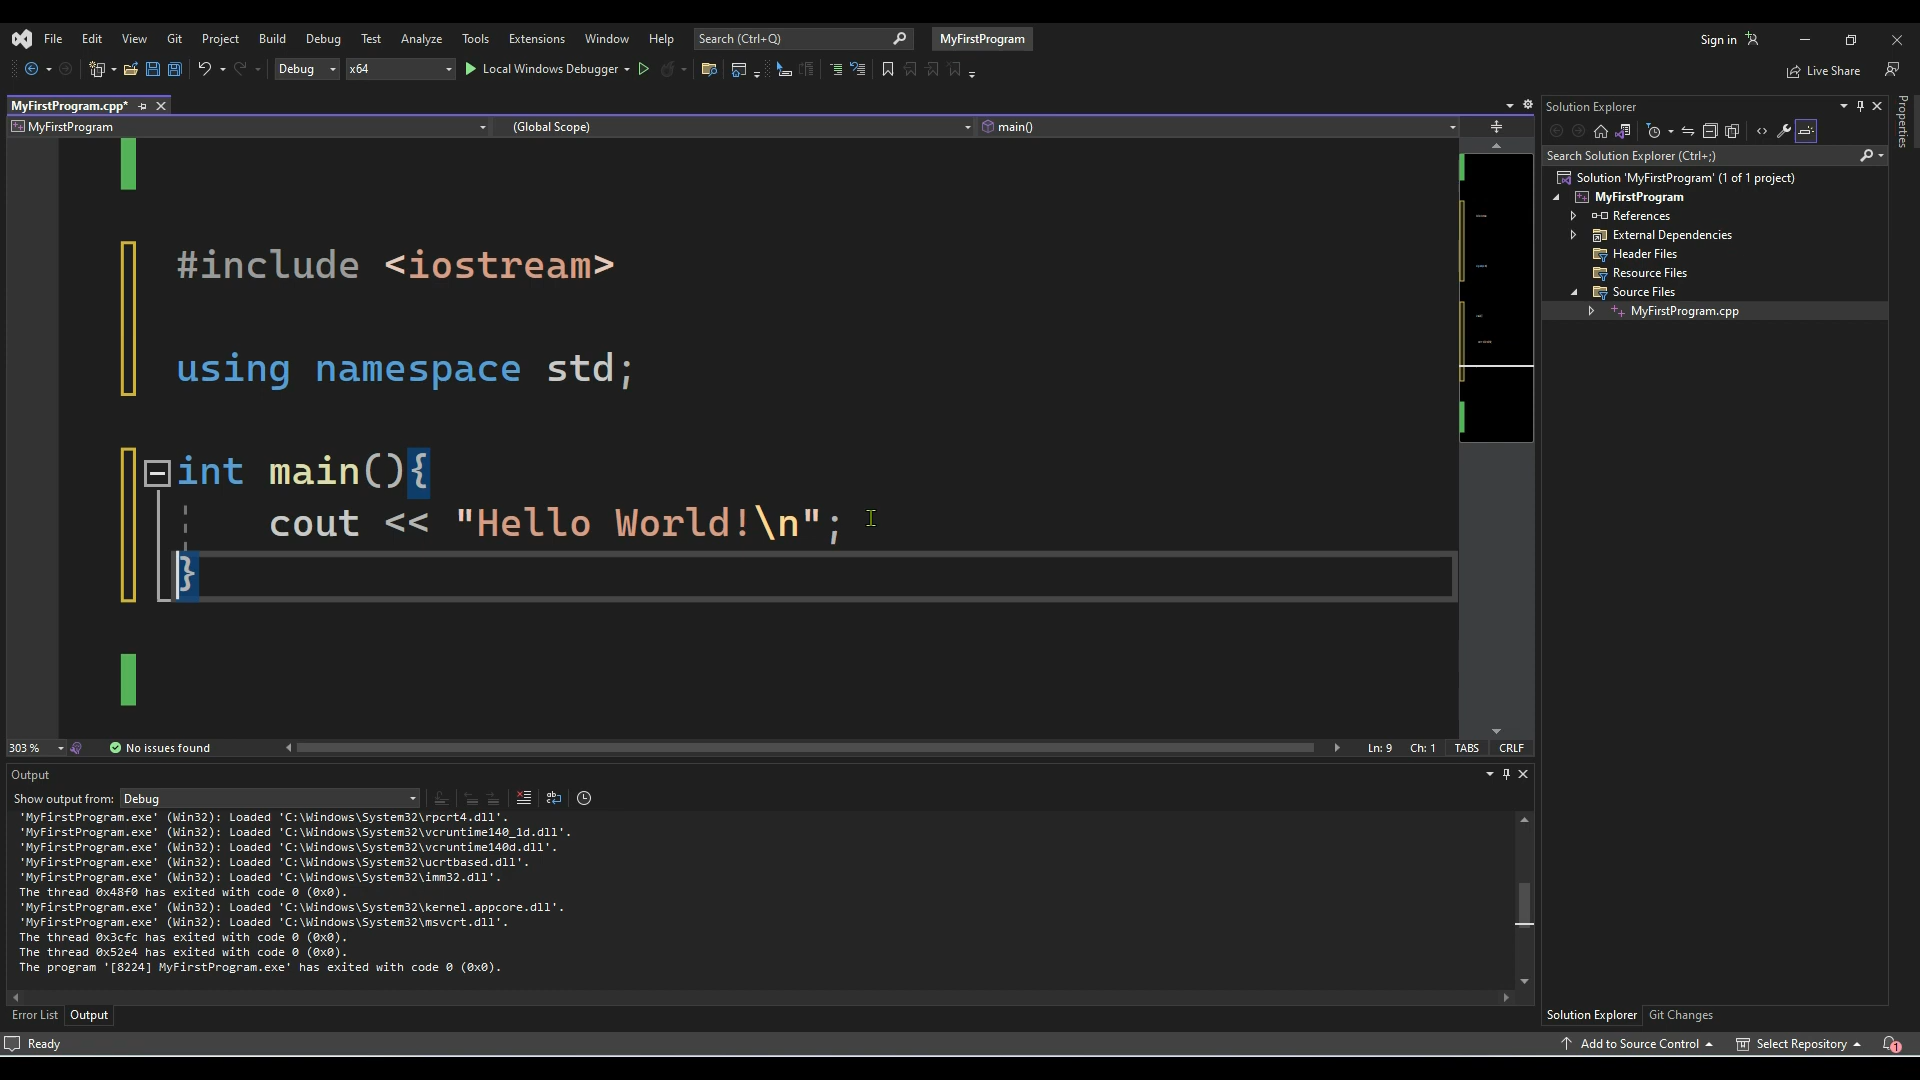 File Edit View Git Project Build Debug Test Analyze Tools Extensions Window Help Search (Ctrl+Q) MyFirstProgram Sign in
Debug x64 Local Windows Debugger Live Share
MyFirstProgram.cpp*
MyFirstProgram (Global Scope) main()
#include <iostream>
using namespace std;
int main(){
cout << "Hello World!\n";
}
303 % No issues found Ln: 9 Ch: 1 TABS CRLF
Output
Show output from: Debug
'MyFirstProgram.exe' (Win32): Loaded 'C:\Windows\System32\rpcrt4.dll'.
'MyFirstProgram.exe' (Win32): Loaded 'C:\Windows\System32\vcruntime140_1d.dll'.
'MyFirstProgram.exe' (Win32): Loaded 'C:\Windows\System32\vcruntime140d.dll'.
'MyFirstProgram.exe' (Win32): Loaded 'C:\Windows\System32\ucrtbased.dll'.
'MyFirstProgram.exe' (Win32): Loaded 'C:\Windows\System32\imm32.dll'.
The thread 0x48f0 has exited with code 0 (0x0).
'MyFirstProgram.exe' (Win32): Loaded 'C:\Windows\System32\kernel.appcore.dll'.
'MyFirstProgram.exe' (Win32): Loaded 'C:\Windows\System32\msvcrt.dll'.
The thread 0x3cfc has exited with code 0 (0x0).
The thread 0x52e4 has exited with code 0 (0x0).
The program '[8224] MyFirstProgram.exe' has exited with code 0 (0x0).
Error List Output
Solution Explorer
Search Solution Explorer (Ctrl+;)
Solution 'MyFirstProgram' (1 of 1 project)
MyFirstProgram
References
External Dependencies
Header Files
Resource Files
Source Files
MyFirstProgram.cpp
Solution Explorer Git Changes
Properties
Ready Add to Source Control Select Repository 1